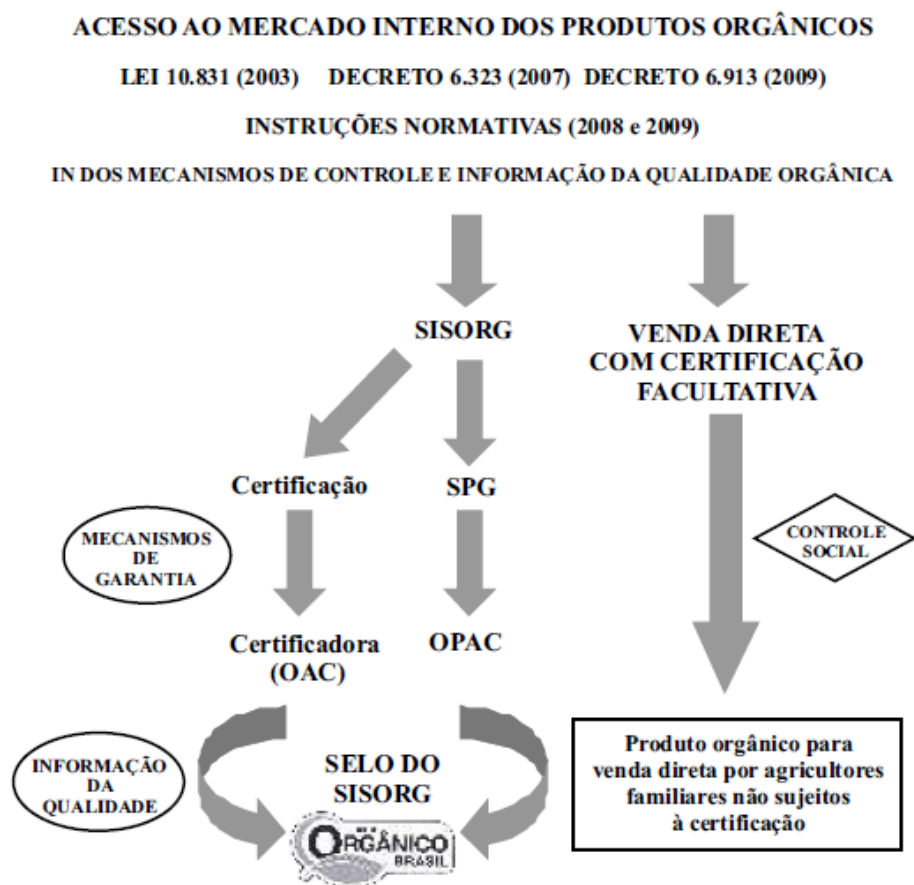 ACESSO AO MERCADO INTERNO DOS PRODUTOS ORGÂNICOS
LEI 10.831 (2003) DECRETO 6.323 (2007) DECRETO 6.913 (2009)
INSTRUÇÕES NORMATIVAS (2008 e 2009)
IN DOS MECANISMOS DE CONTROLE E INFORMAÇÃO DA QUALIDADE ORGÂNICA
SISORG
VENDA DIRETA
COM CERTIFICAÇÃO
FACULTATIVA
Certificação
SPG
MECANISMOS
DE
GARANTIA
CONTROLE
SOCIAL
Certificadora
(OAC)
OPAC
INFORMAÇÃO
DA
QUALIDADE
SELO DO
SISORG
ORGÂNICO
BRASIL
Produto orgânico para
venda direta por agricultores
familiares não sujeitos
à certificação